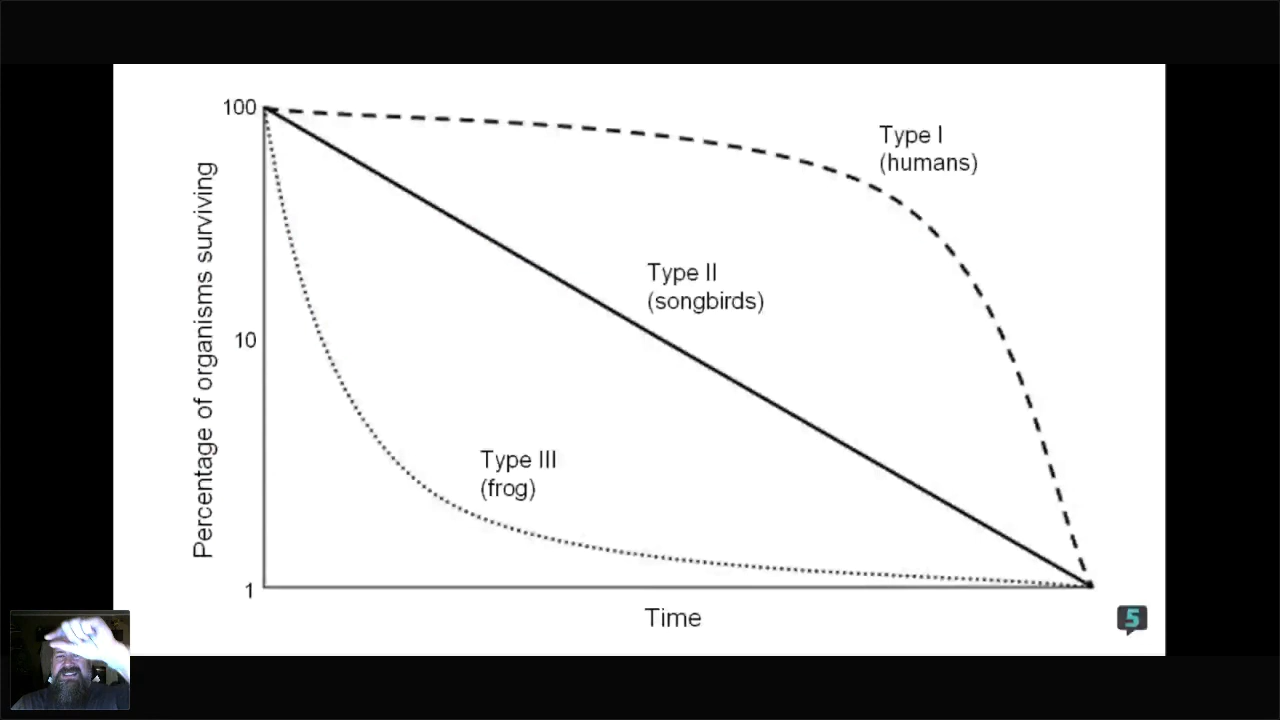 100
Type I
(humans)
Percentage of organisms surviving
Type II
(songbirds)
10
Type III
(frog)
1
Time
5